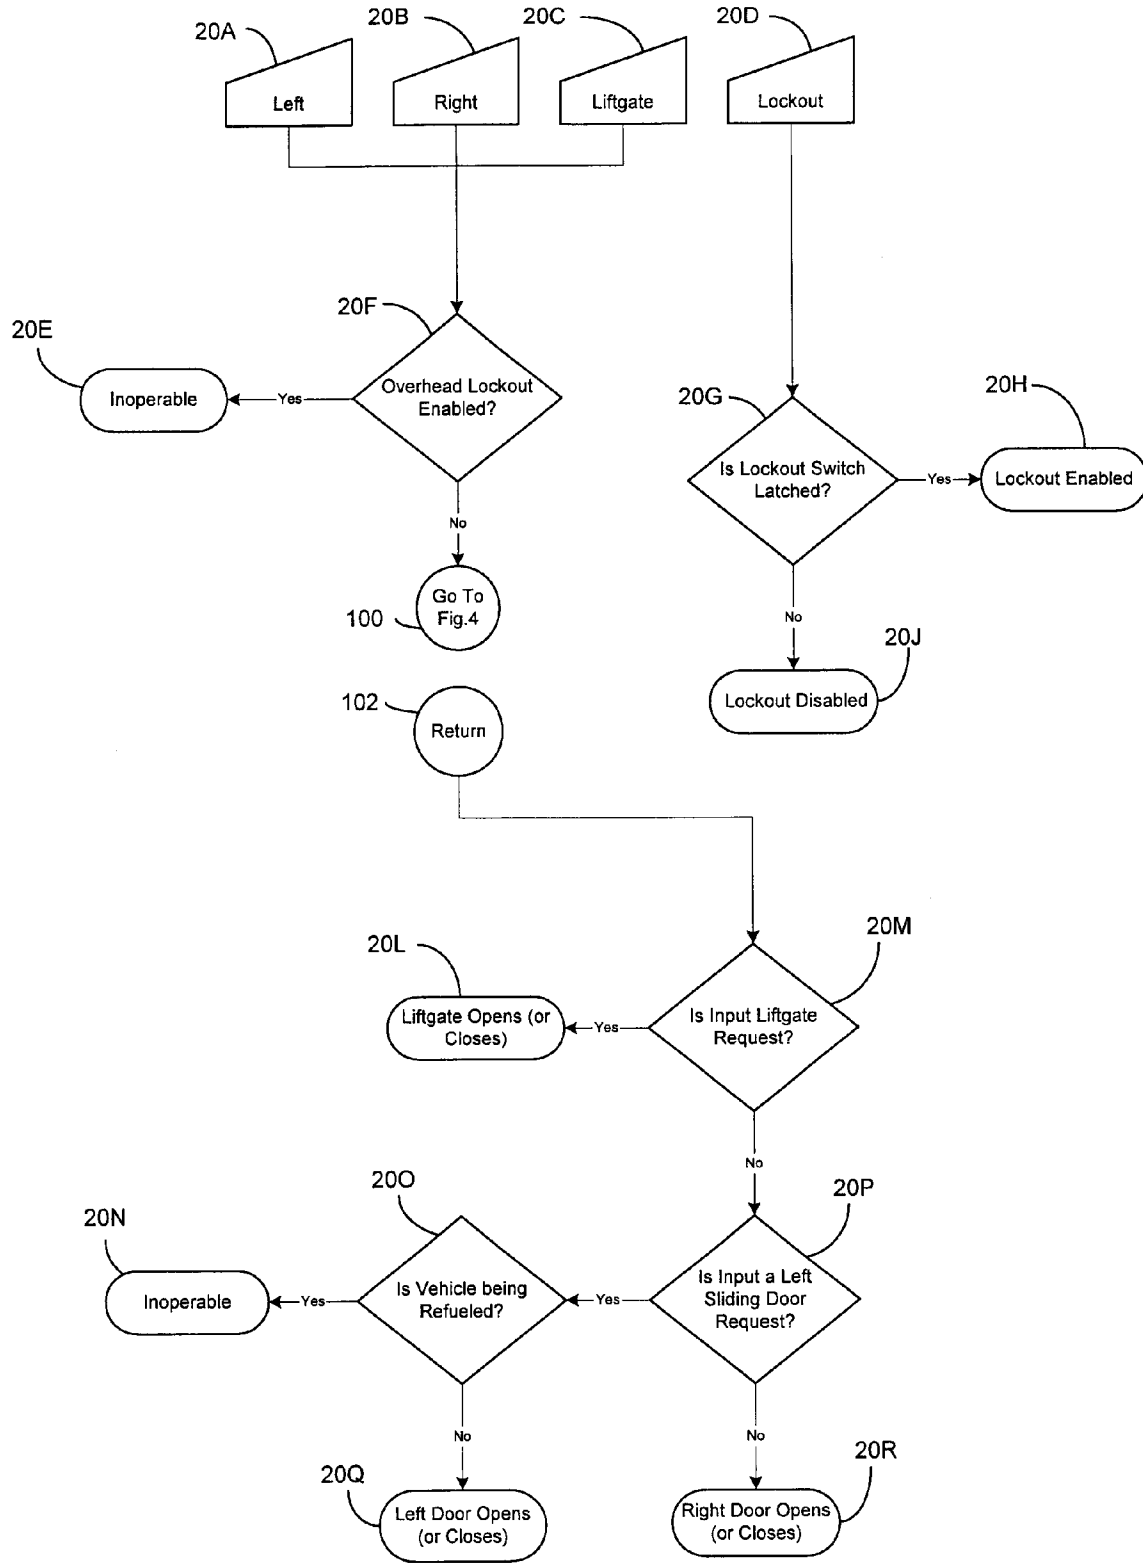 20A
20B
20C
20D
Left
Right
Liftgate
Lockout
20E
20F
Inoperable
Yes
Overhead Lockout
Enabled?
No
20G
20H
Is Lockout Switch
Latched?
Yes
Lockout Enabled
No
Go To
Fig.4
100
20J
Lockout Disabled
102
Return
20L
20M
Liftgate Opens (or
Closes)
Yes
Is Input Liftgate
Request?
No
20N
20O
20P
Inoperable
Yes
Is Vehicle being
Refueled?
Yes
Is Input a Left
Sliding Door
Request?
No
No
20Q
20R
Left Door Opens
(or Closes)
Right Door Opens
(or Closes)